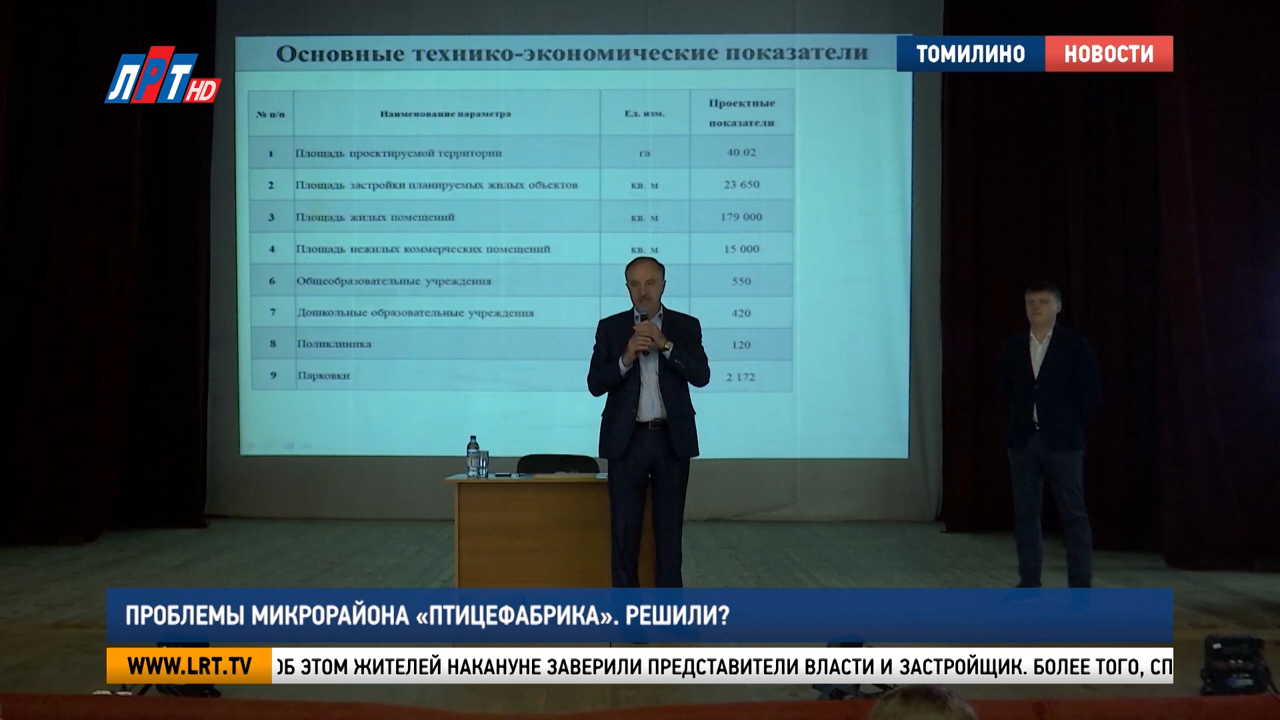 ЛРТ HD
ТОМИЛИНО НОВОСТИ
Основные технико-экономические показатели
№ п/п Наименование параметра Ед. изм. Проектные показатели
1 Площадь проектируемой территории га 40.02
2 Площадь застройки планируемых жилых объектов кв. м 23 650
3 Площадь жилых помещений кв. м 179 000
4 Площадь нежилых коммерческих помещений кв. м 15 000
6 Общеобразовательные учреждения 550
7 Дошкольные образовательные учреждения 420
8 Поликлиника 120
9 Парковки 2 172
ПРОБЛЕМЫ МИКРОРАЙОНА «ПТИЦЕФАБРИКА». РЕШИЛИ?
WWW.LRT.TV ОБ ЭТОМ ЖИТЕЛЕЙ НАКАНУНЕ ЗАВЕРИЛИ ПРЕДСТАВИТЕЛИ ВЛАСТИ И ЗАСТРОЙЩИК. БОЛЕЕ ТОГО, СП